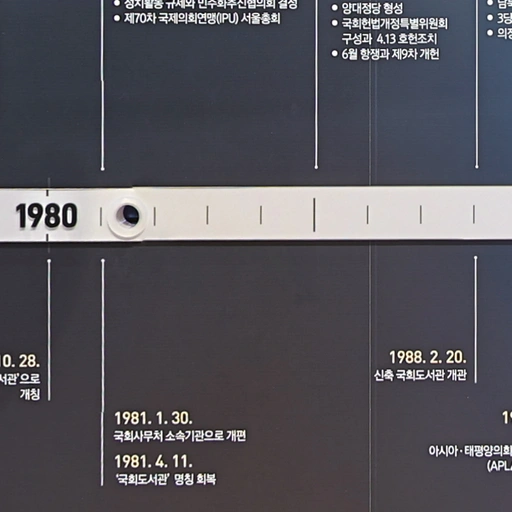 정치활동 규제와 민주화추진협의회 결성
• 제70차 국제의회연맹(IPU) 서울총회
양대정당 형성
• 국회헌법개정특별위원회
구성과 4.13 호헌조치
• 6월 항쟁과 제9차 개헌
• 3당
• 의정
1980
10. 28.
서관'으로
개칭
1981. 1. 30.
국회사무처 소속기관으로 개편
1981. 4. 11.
'국회도서관' 명칭 회복
1988. 2. 20.
신축 국회도서관 개관
아시아·태평양의회
(APLA